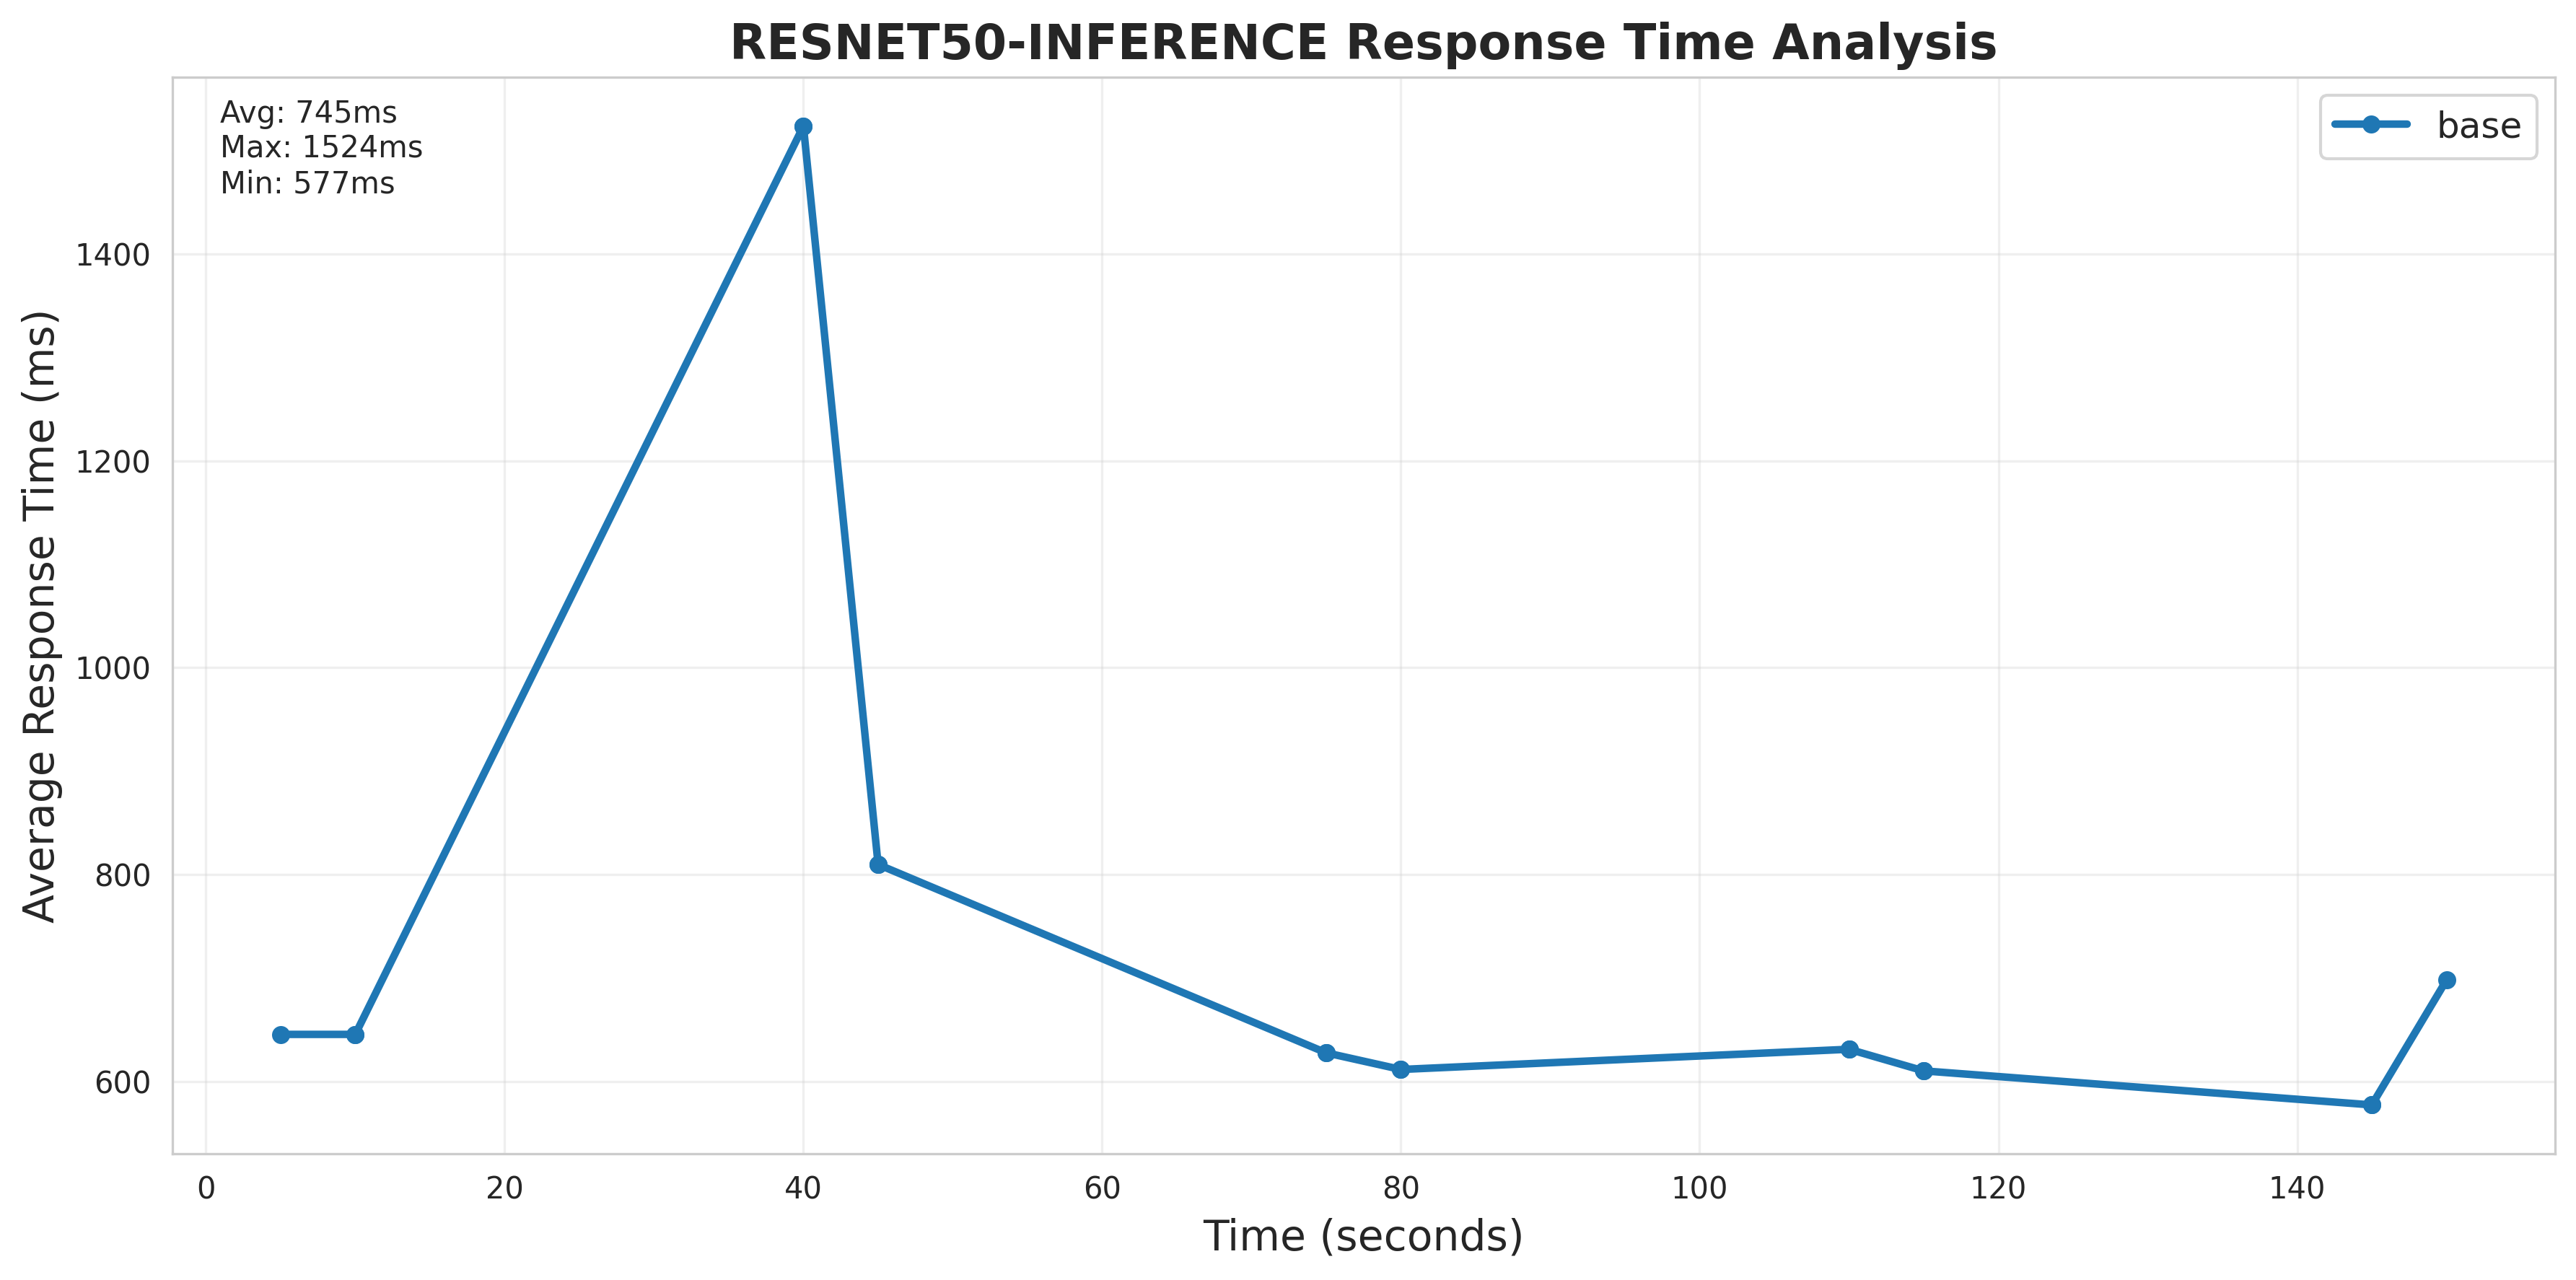 RESNET50-INFERENCE Response Time Analysis
Avg: 745ms
Max: 1524ms
Min: 577ms
base
Average Response Time (ms)
1400
1200
1000
800
600
0 20 40 60 80 100 120 140
Time (seconds)